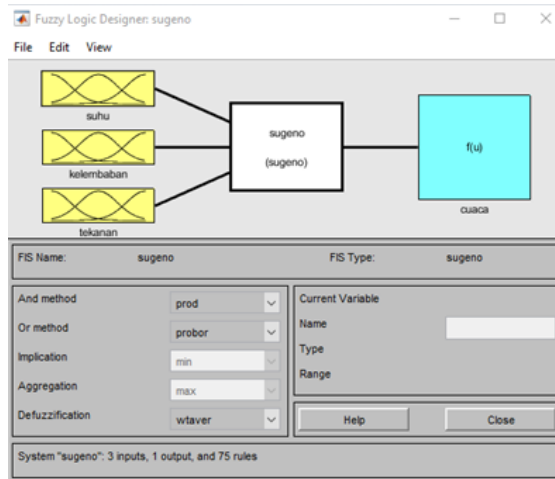 Fuzzy Logic Designer: sugeno
File Edit View
suhu
kelembaban
tekanan
sugeno
(sugeno)
f(u)
cuaca
FIS Name: sugeno FIS Type: sugeno
And method prod
Or method probor
Implication min
Aggregation max
Defuzzification wtaver
Current Variable
Name
Type
Range
Help Close
System "sugeno": 3 inputs, 1 output, and 75 rules